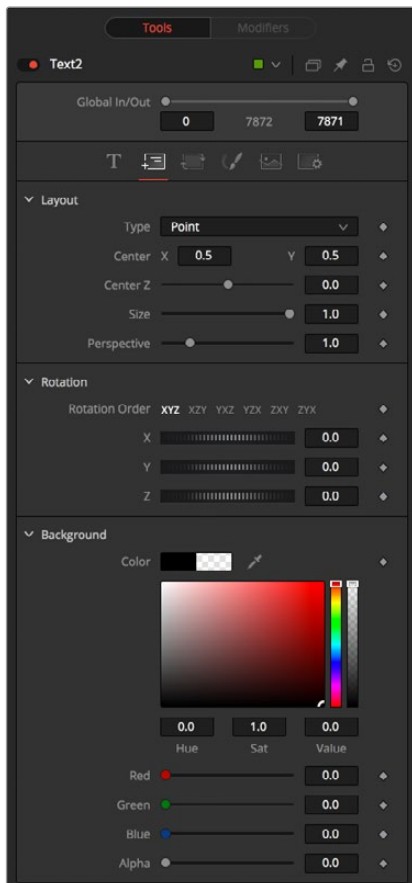 Tools Modifiers
Text2
Global In/Out
0 7872 7871
T
Layout
Type Point
Center X 0.5 Y 0.5
Center Z 0.0
Size 1.0
Perspective 1.0
Rotation
Rotation Order XYZ XZY YXZ YZX ZXY ZYX
X 0.0
Y 0.0
Z 0.0
Background
Color
0.0 1.0 0.0
Hue Sat Value
Red 0.0
Green 0.0
Blue 0.0
Alpha 0.0